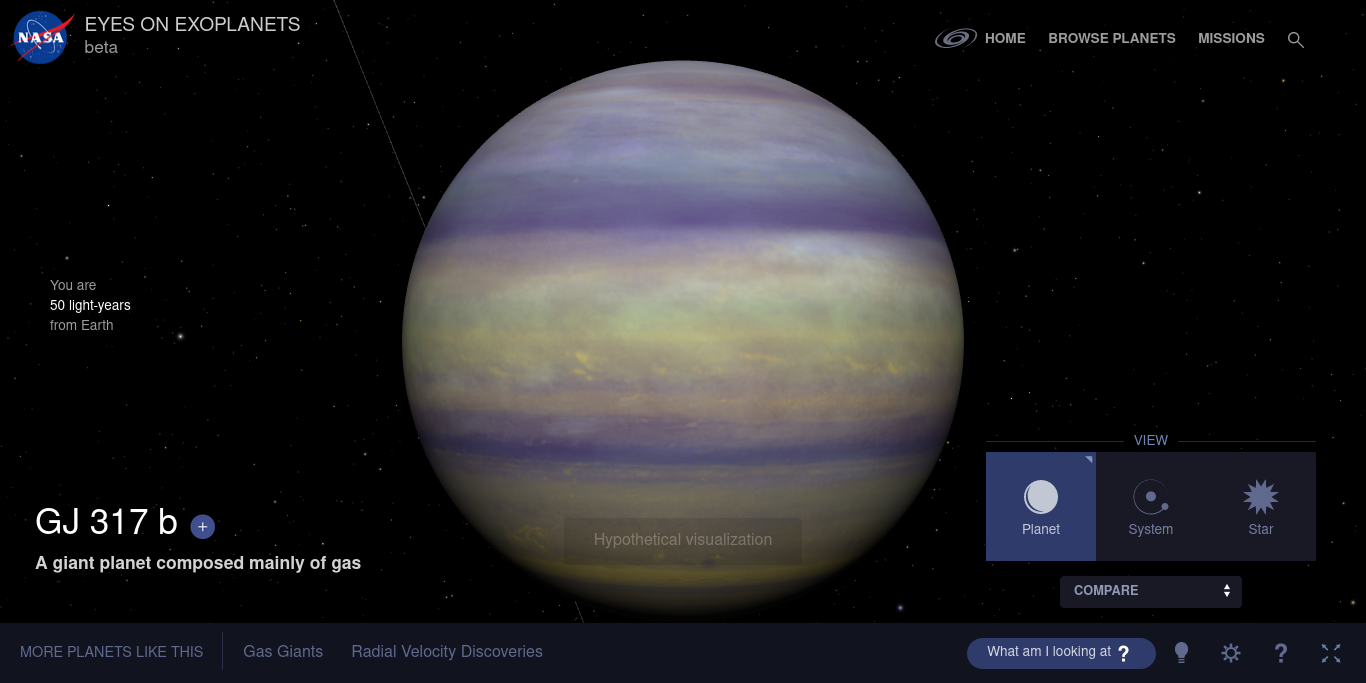 NASA
EYES ON EXOPLANETS
beta
HOME
BROWSE PLANETS
MISSIONS
You are
50 light-years
from Earth
VIEW
Planet
System
Star
GJ 317 b +
A giant planet composed mainly of gas
Hypothetical visualization
COMPARE
MORE PLANETS LIKE THIS
Gas Giants
Radial Velocity Discoveries
What am I looking at ?
?